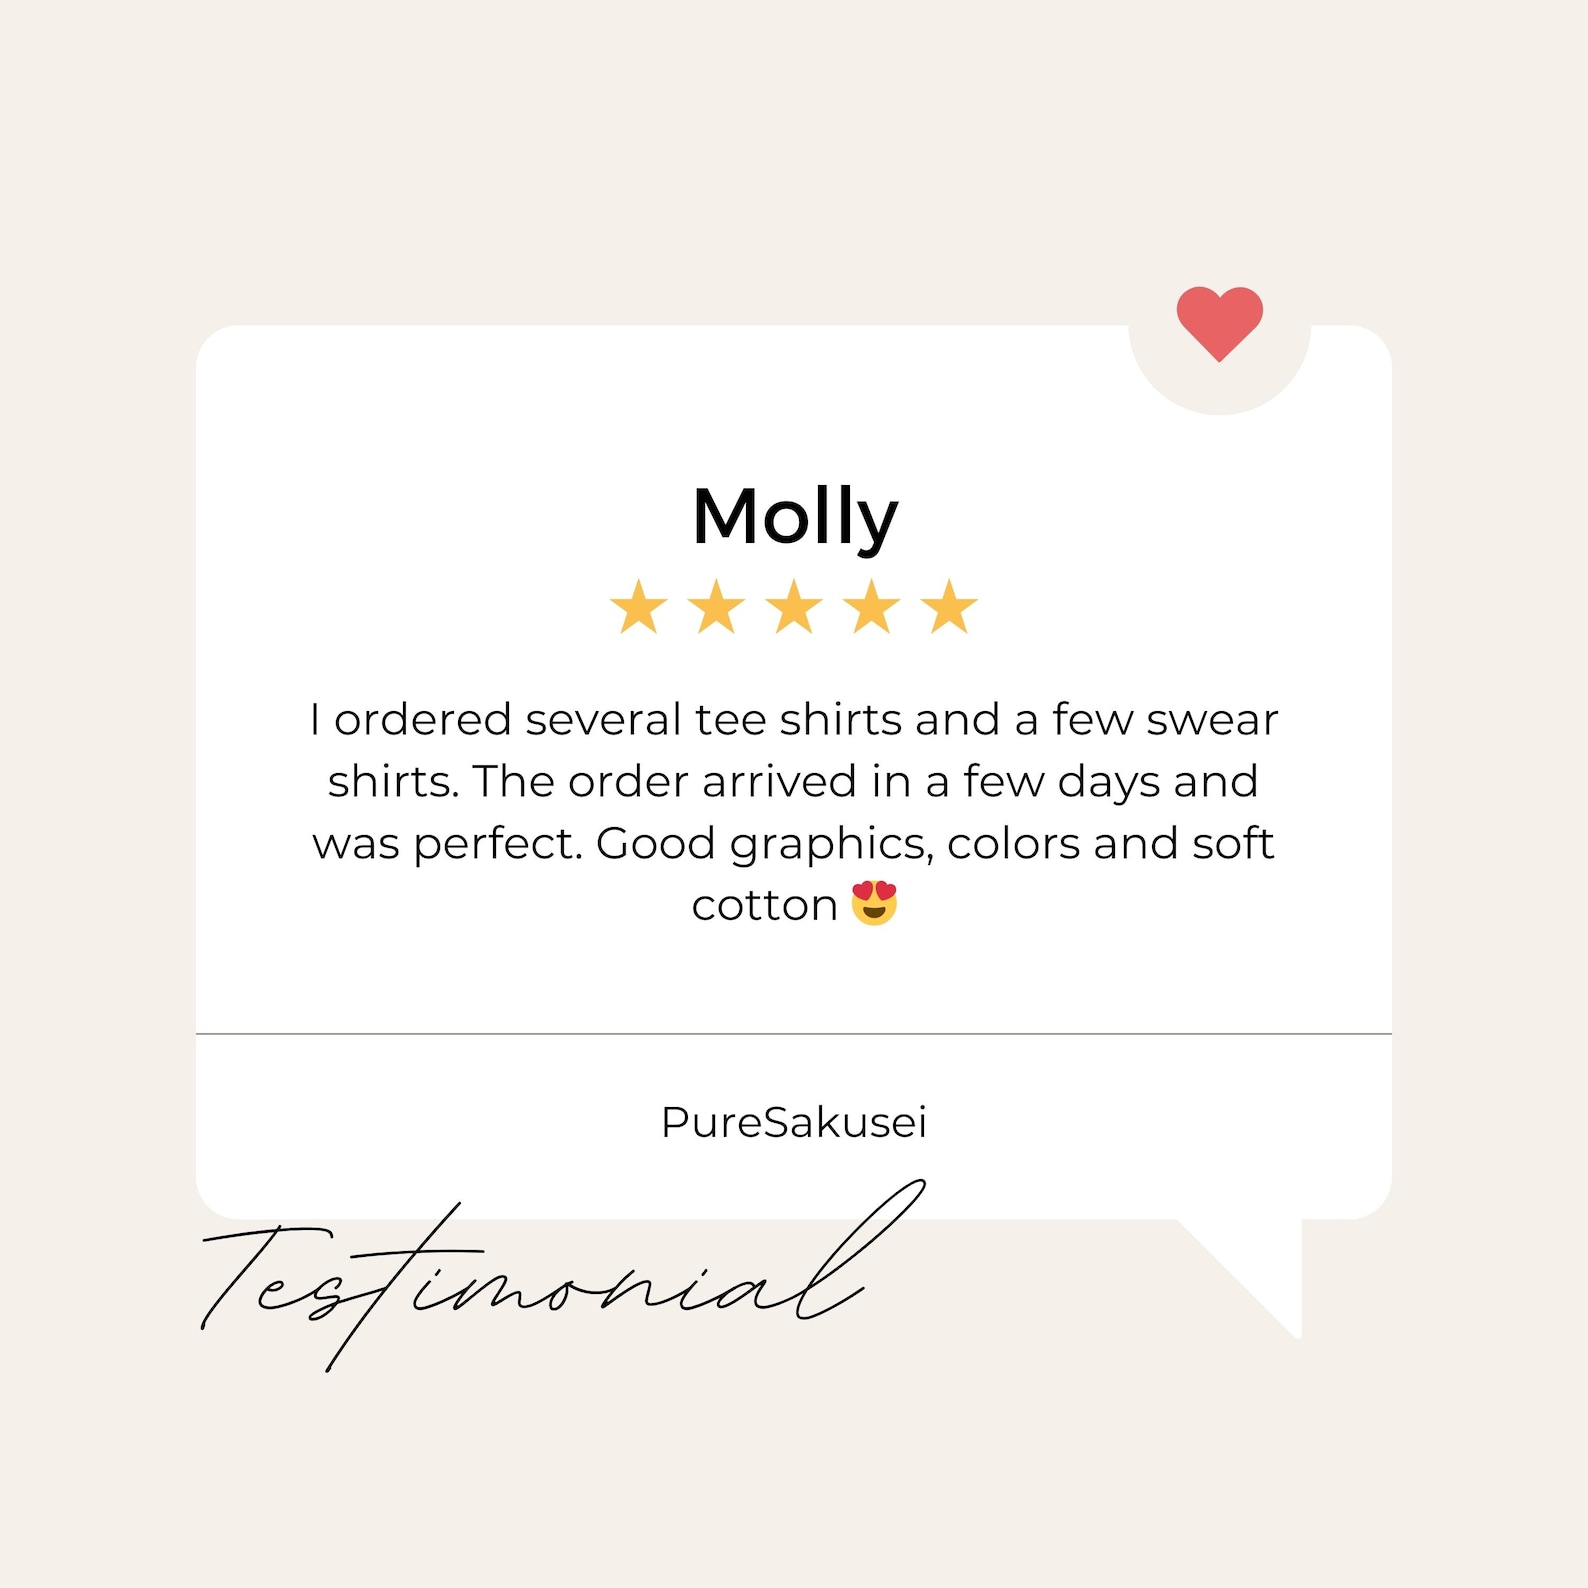 Molly
I ordered several tee shirts and a few swear
shirts. The order arrived in a few days and
was perfect. Good graphics, colors and soft
cotton 😍
PureSakusei
Testimonial